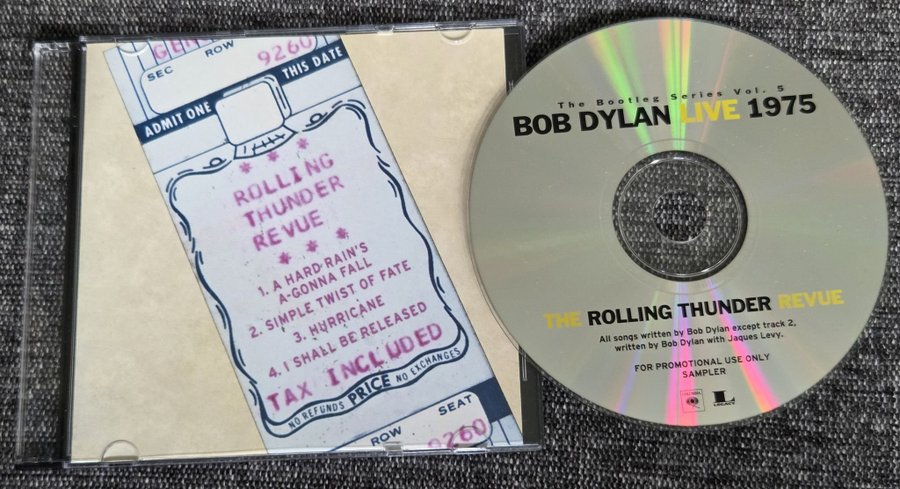 GEN
SEC
ROW
9260
ADMIT ONE
THIS DATE
* * *
ROLLING
THUNDER
REVUE
* * *
1. A HARD RAIN'S
A-GONNA FALL
2. SIMPLE TWIST OF FATE
3. HURRICANE
4. I SHALL BE RELEASED
TAX INCLUDED
NO REFUNDS PRICE NO EXCHANGES
ROW
SEAT
9260
The Bootleg Series Vol. 5
BOB DYLAN LIVE 1975
THE ROLLING THUNDER REVUE
All songs written by Bob Dylan except track 2,
written by Bob Dylan with Jaques Levy.
FOR PROMOTIONAL USE ONLY
SAMPLER
COLUMBIA
LEGACY